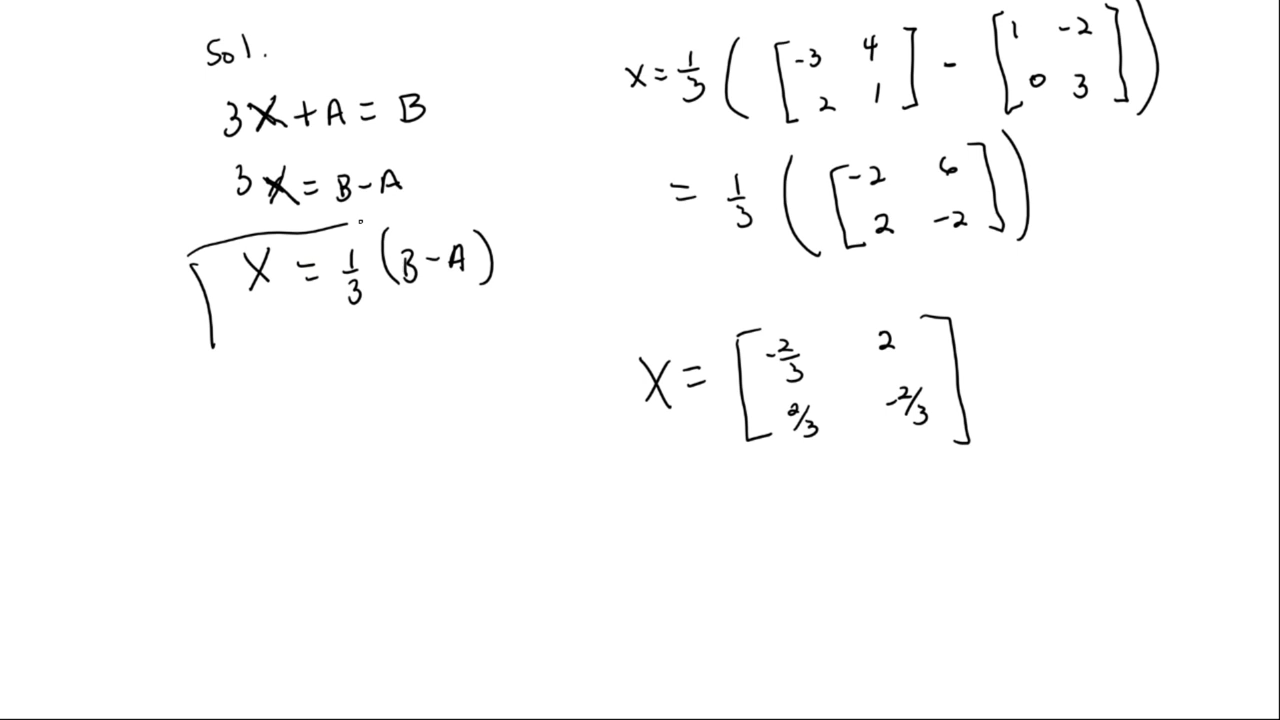 Sol.
3X + A = B
3X = B - A
X = 1/3 (B - A)
x = 1/3 ( [ -3 4 ] - [ 1 -2 ] )
[ 2 1 ] [ 0 3 ]
= 1/3 ( [ -2 6 ] )
[ 2 -2 ]
X = [ -2/3 2 ]
[ 2/3 -2/3 ]